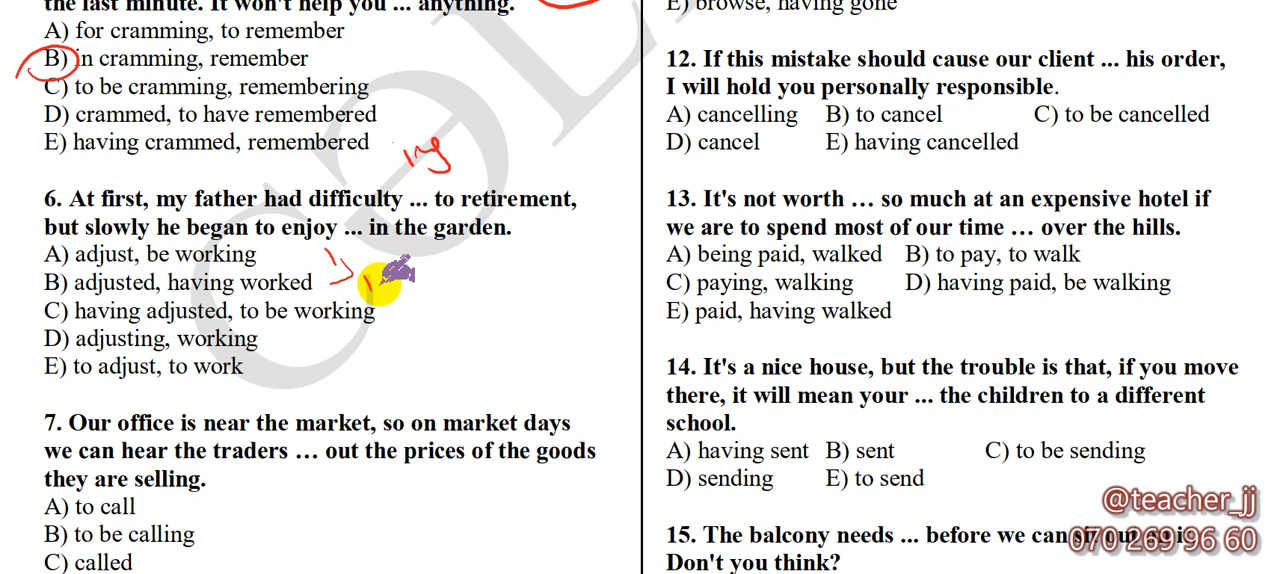 the last minute. It won't help you ... anything.
A) for cramming, to remember
B) in cramming, remember
C) to be cramming, remembering
D) crammed, to have remembered
E) having crammed, remembered
ing
6. At first, my father had difficulty ... to retirement,
but slowly he began to enjoy ... in the garden.
A) adjust, be working
B) adjusted, having worked
C) having adjusted, to be working
D) adjusting, working
E) to adjust, to work
7. Our office is near the market, so on market days
we can hear the traders … out the prices of the goods
they are selling.
A) to call
B) to be calling
C) called
E) browse, having gone
12. If this mistake should cause our client ... his order,
I will hold you personally responsible.
A) cancelling B) to cancel C) to be cancelled
D) cancel E) having cancelled
13. It's not worth … so much at an expensive hotel if
we are to spend most of our time … over the hills.
A) being paid, walked B) to pay, to walk
C) paying, walking D) having paid, be walking
E) paid, having walked
14. It's a nice house, but the trouble is that, if you move
there, it will mean your ... the children to a different
school.
A) having sent B) sent C) to be sending
D) sending E) to send
15. The balcony needs ... before we can
Don't you think?
@teacher_jj
070 269 96 60